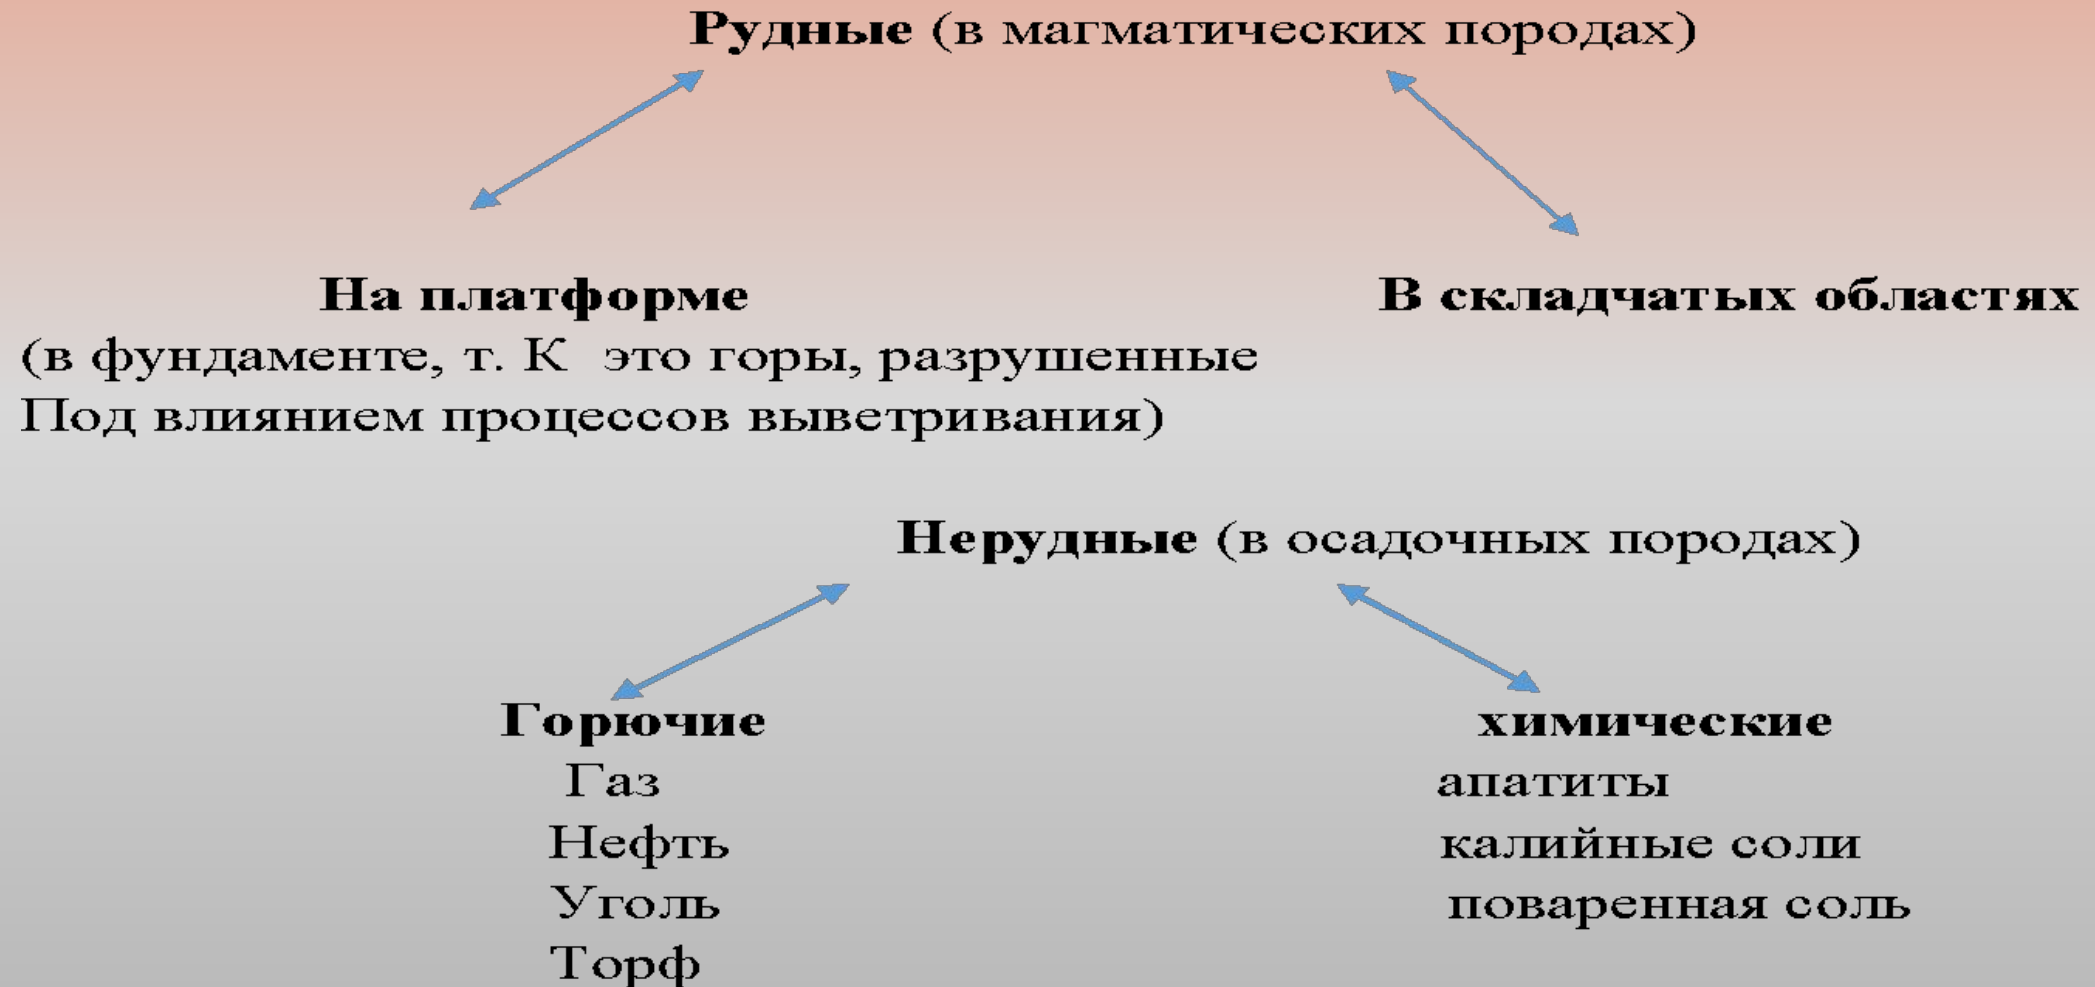 Рудные (в магматических породах)
На платформе
В складчатых областях
(в фундаменте, т. К это горы, разрушенные
Под влиянием процессов выветривания)
Нерудные (в осадочных породах)
Горючие
химические
Газ
апатиты
Нефть
калийные соли
Уголь
поваренная соль
Торф